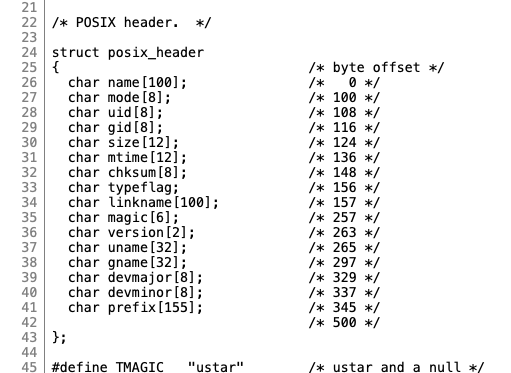 21
22 /* POSIX header.  */
23
24 struct posix_header
25 {                              /* byte offset */
26   char name[100];              /*   0 */
27   char mode[8];                /* 100 */
28   char uid[8];                 /* 108 */
29   char gid[8];                 /* 116 */
30   char size[12];               /* 124 */
31   char mtime[12];              /* 136 */
32   char chksum[8];              /* 148 */
33   char typeflag;               /* 156 */
34   char linkname[100];          /* 157 */
35   char magic[6];               /* 257 */
36   char version[2];             /* 263 */
37   char uname[32];              /* 265 */
38   char gname[32];              /* 297 */
39   char devmajor[8];            /* 329 */
40   char devminor[8];            /* 337 */
41   char prefix[155];            /* 345 */
42                                /* 500 */
43 };
44
45 #define TMAGIC   "ustar"       /* ustar and a null */